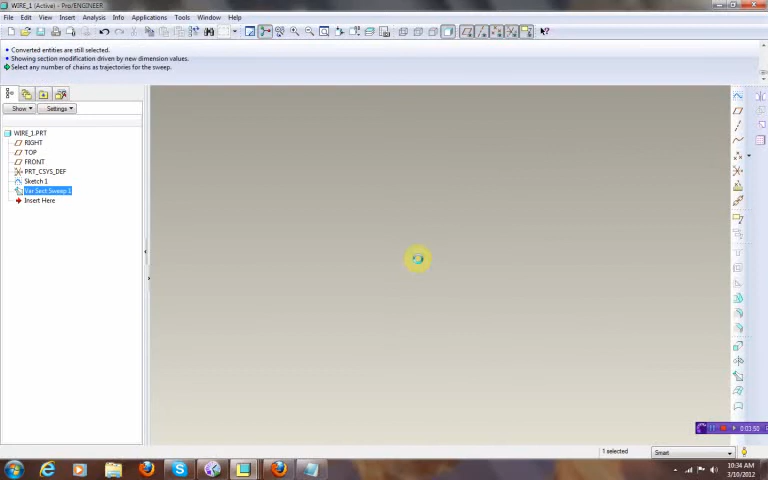 WIRE_1 (Active) - Pro/ENGINEER
File Edit View Insert Analysis Info Applications Tools Window Help
Converted entities are still selected.
Showing section modification driven by new dimension values.
Select any number of chains as trajectories for the sweep.
Show Settings
WIRE_1.PRT
RIGHT
TOP
FRONT
PRT_CSYS_DEF
Sketch 1
Var Sect Sweep 1
Insert Here
0:03:50
1 selected
Smart
10:34 AM
3/10/2012